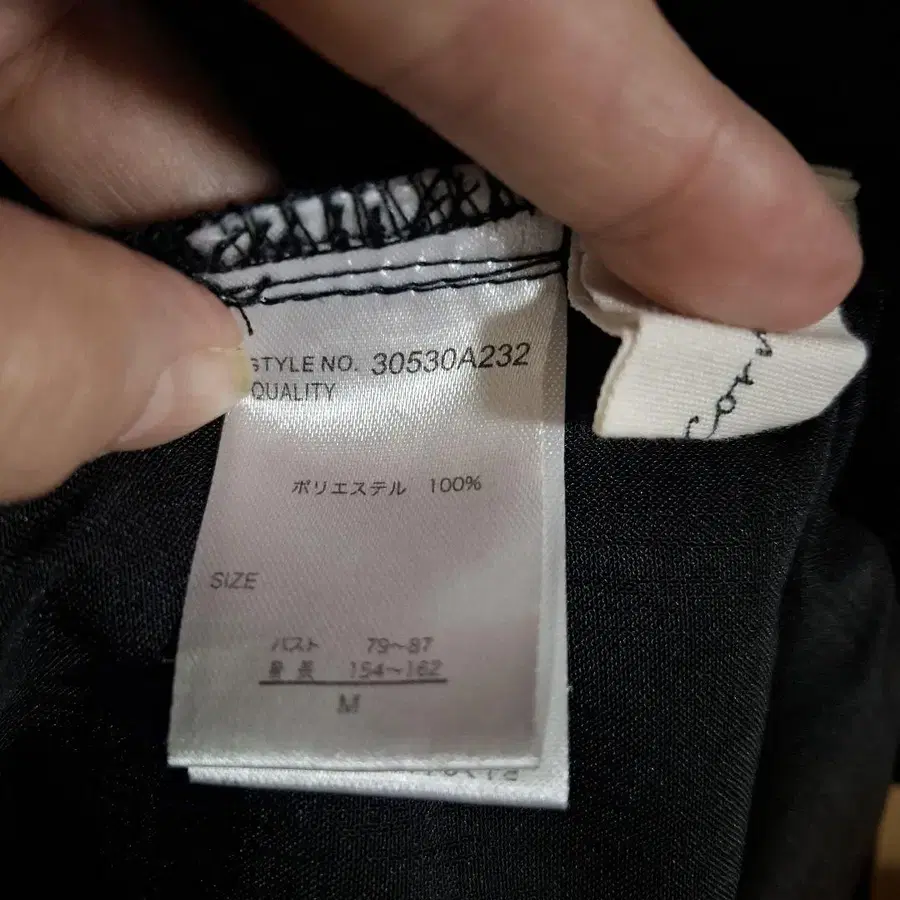 STYLE NO. 30530A232
QUALITY
ポリエステル 100%
SIZE
バスト 79～87
身長 154～162
M
Cor